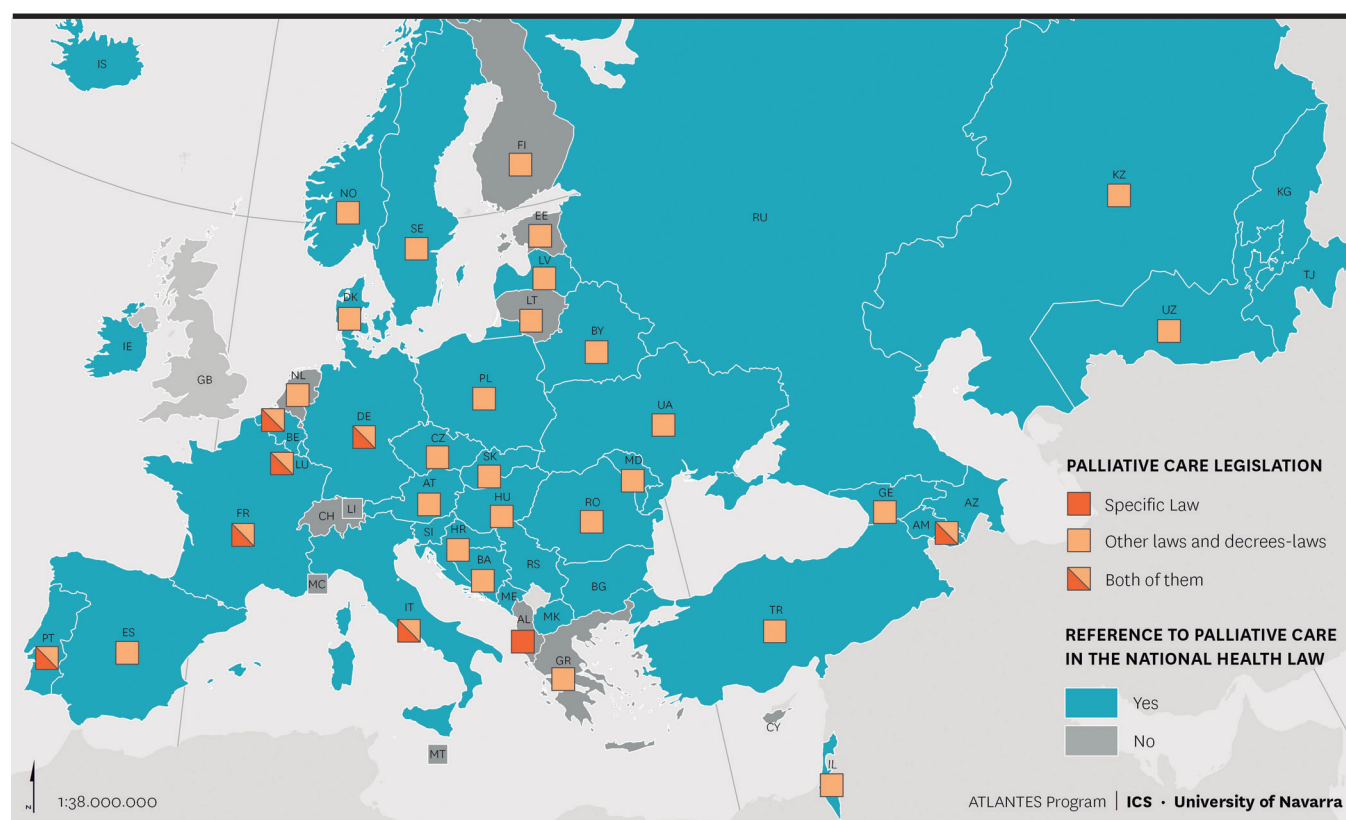 IS
FI
NO
KZ
KG
EE
RU
SE
LV
TJ
DK
LT
UZ
BY
IE
NL
GB
PL
DE
UA
BE
CZ
SK
LU
MD
AT
HU
GE
AZ
RO
FR
CH
LI
AM
SI
HR
BA
RS
MC
BG
ME
IT
TR
AL
MK
PT
ES
GR
CY
MT
IL
PALLIATIVE CARE LEGISLATION
Specific Law
Other laws and decrees-laws
Both of them
REFERENCE TO PALLIATIVE CARE
IN THE NATIONAL HEALTH LAW
Yes
No
N
1:38.000.000
ATLANTES Program | ICS · University of Navarra